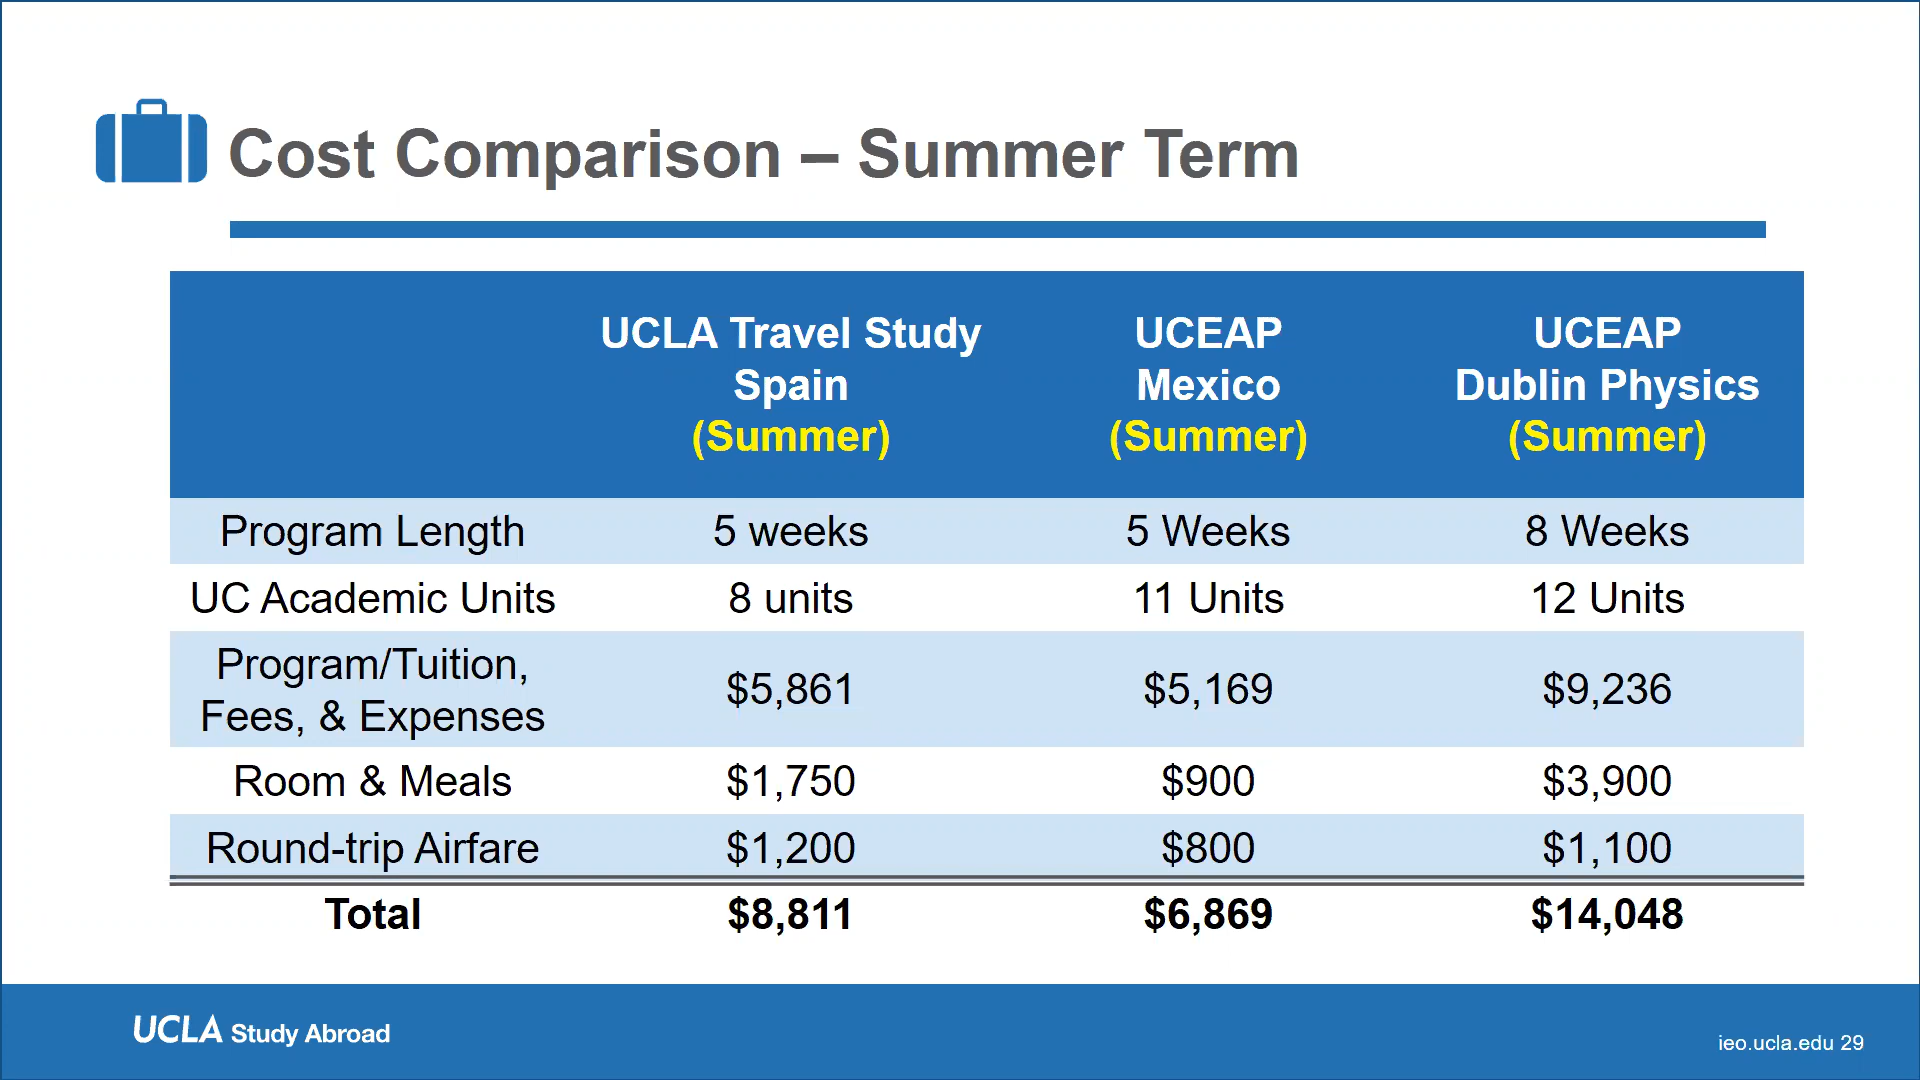 Cost Comparison – Summer Term
UCLA Travel Study
Spain
(Summer)
UCEAP
Mexico
(Summer)
UCEAP
Dublin Physics
(Summer)
Program Length 5 weeks 5 Weeks 8 Weeks
UC Academic Units 8 units 11 Units 12 Units
Program/Tuition,
Fees, & Expenses $5,861 $5,169 $9,236
Room & Meals $1,750 $900 $3,900
Round-trip Airfare $1,200 $800 $1,100
Total $8,811 $6,869 $14,048
UCLA Study Abroad
ieo.ucla.edu 29